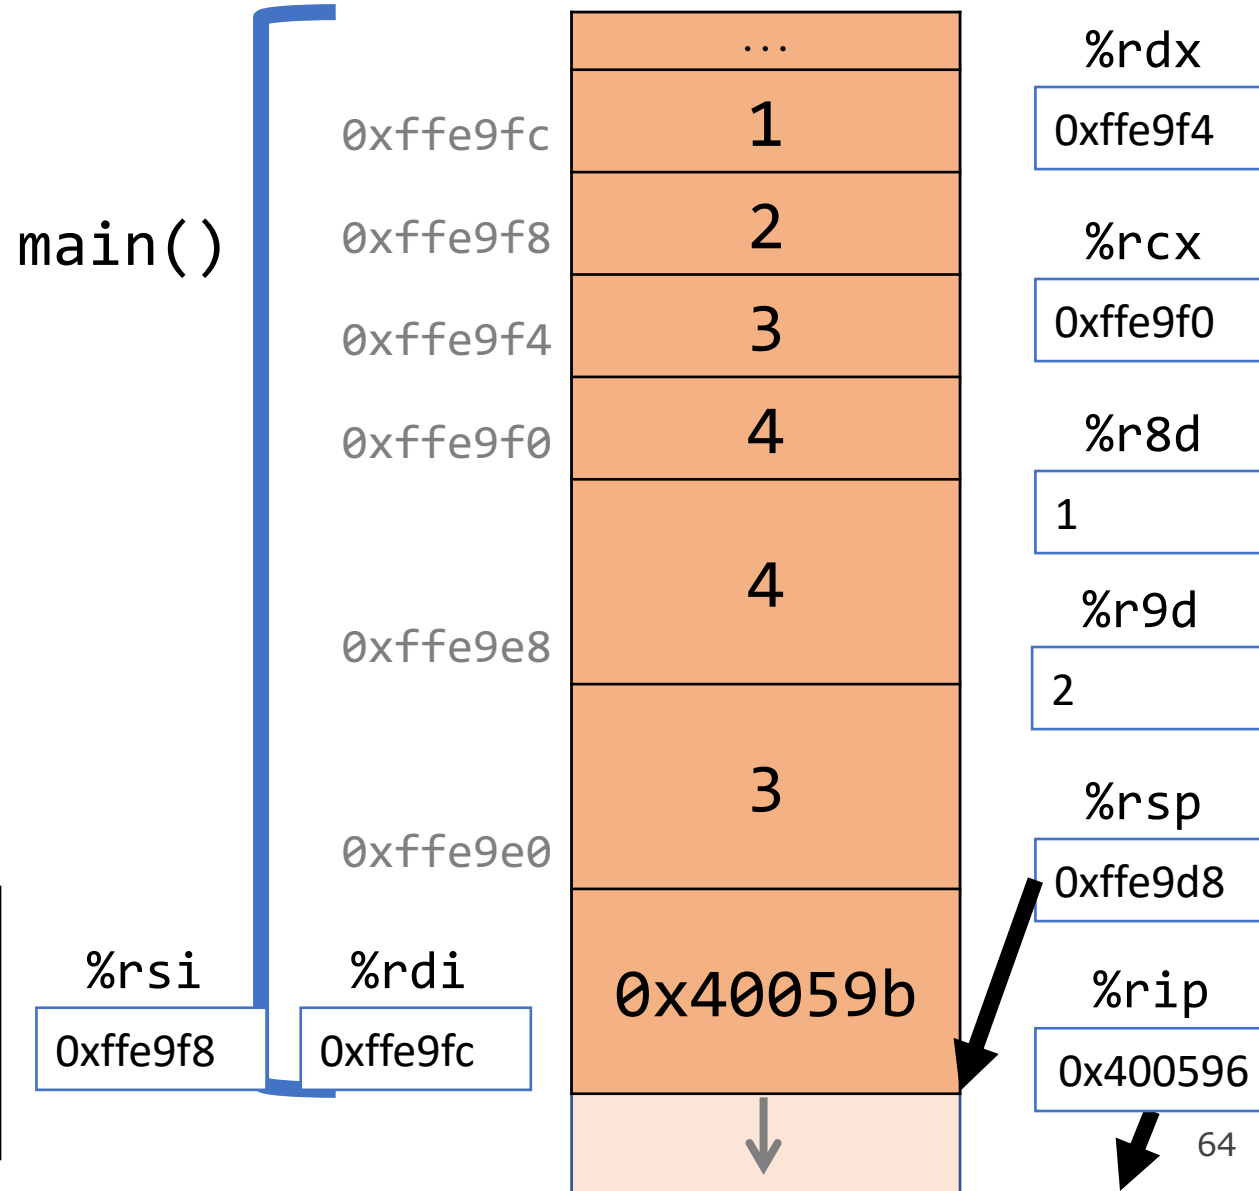 ...
%rdx
0xffe9fc
1
0xffe9f4
main()
0xffe9f8
2
%rcx
0xffe9f4
3
0xffe9f0
0xffe9f0
4
%r8d
1
4
%r9d
0xffe9e8
2
3
%rsp
0xffe9e0
0xffe9d8
%rsi
%rdi
0x40059b
%rip
0xffe9f8
0xffe9fc
0x400596
64